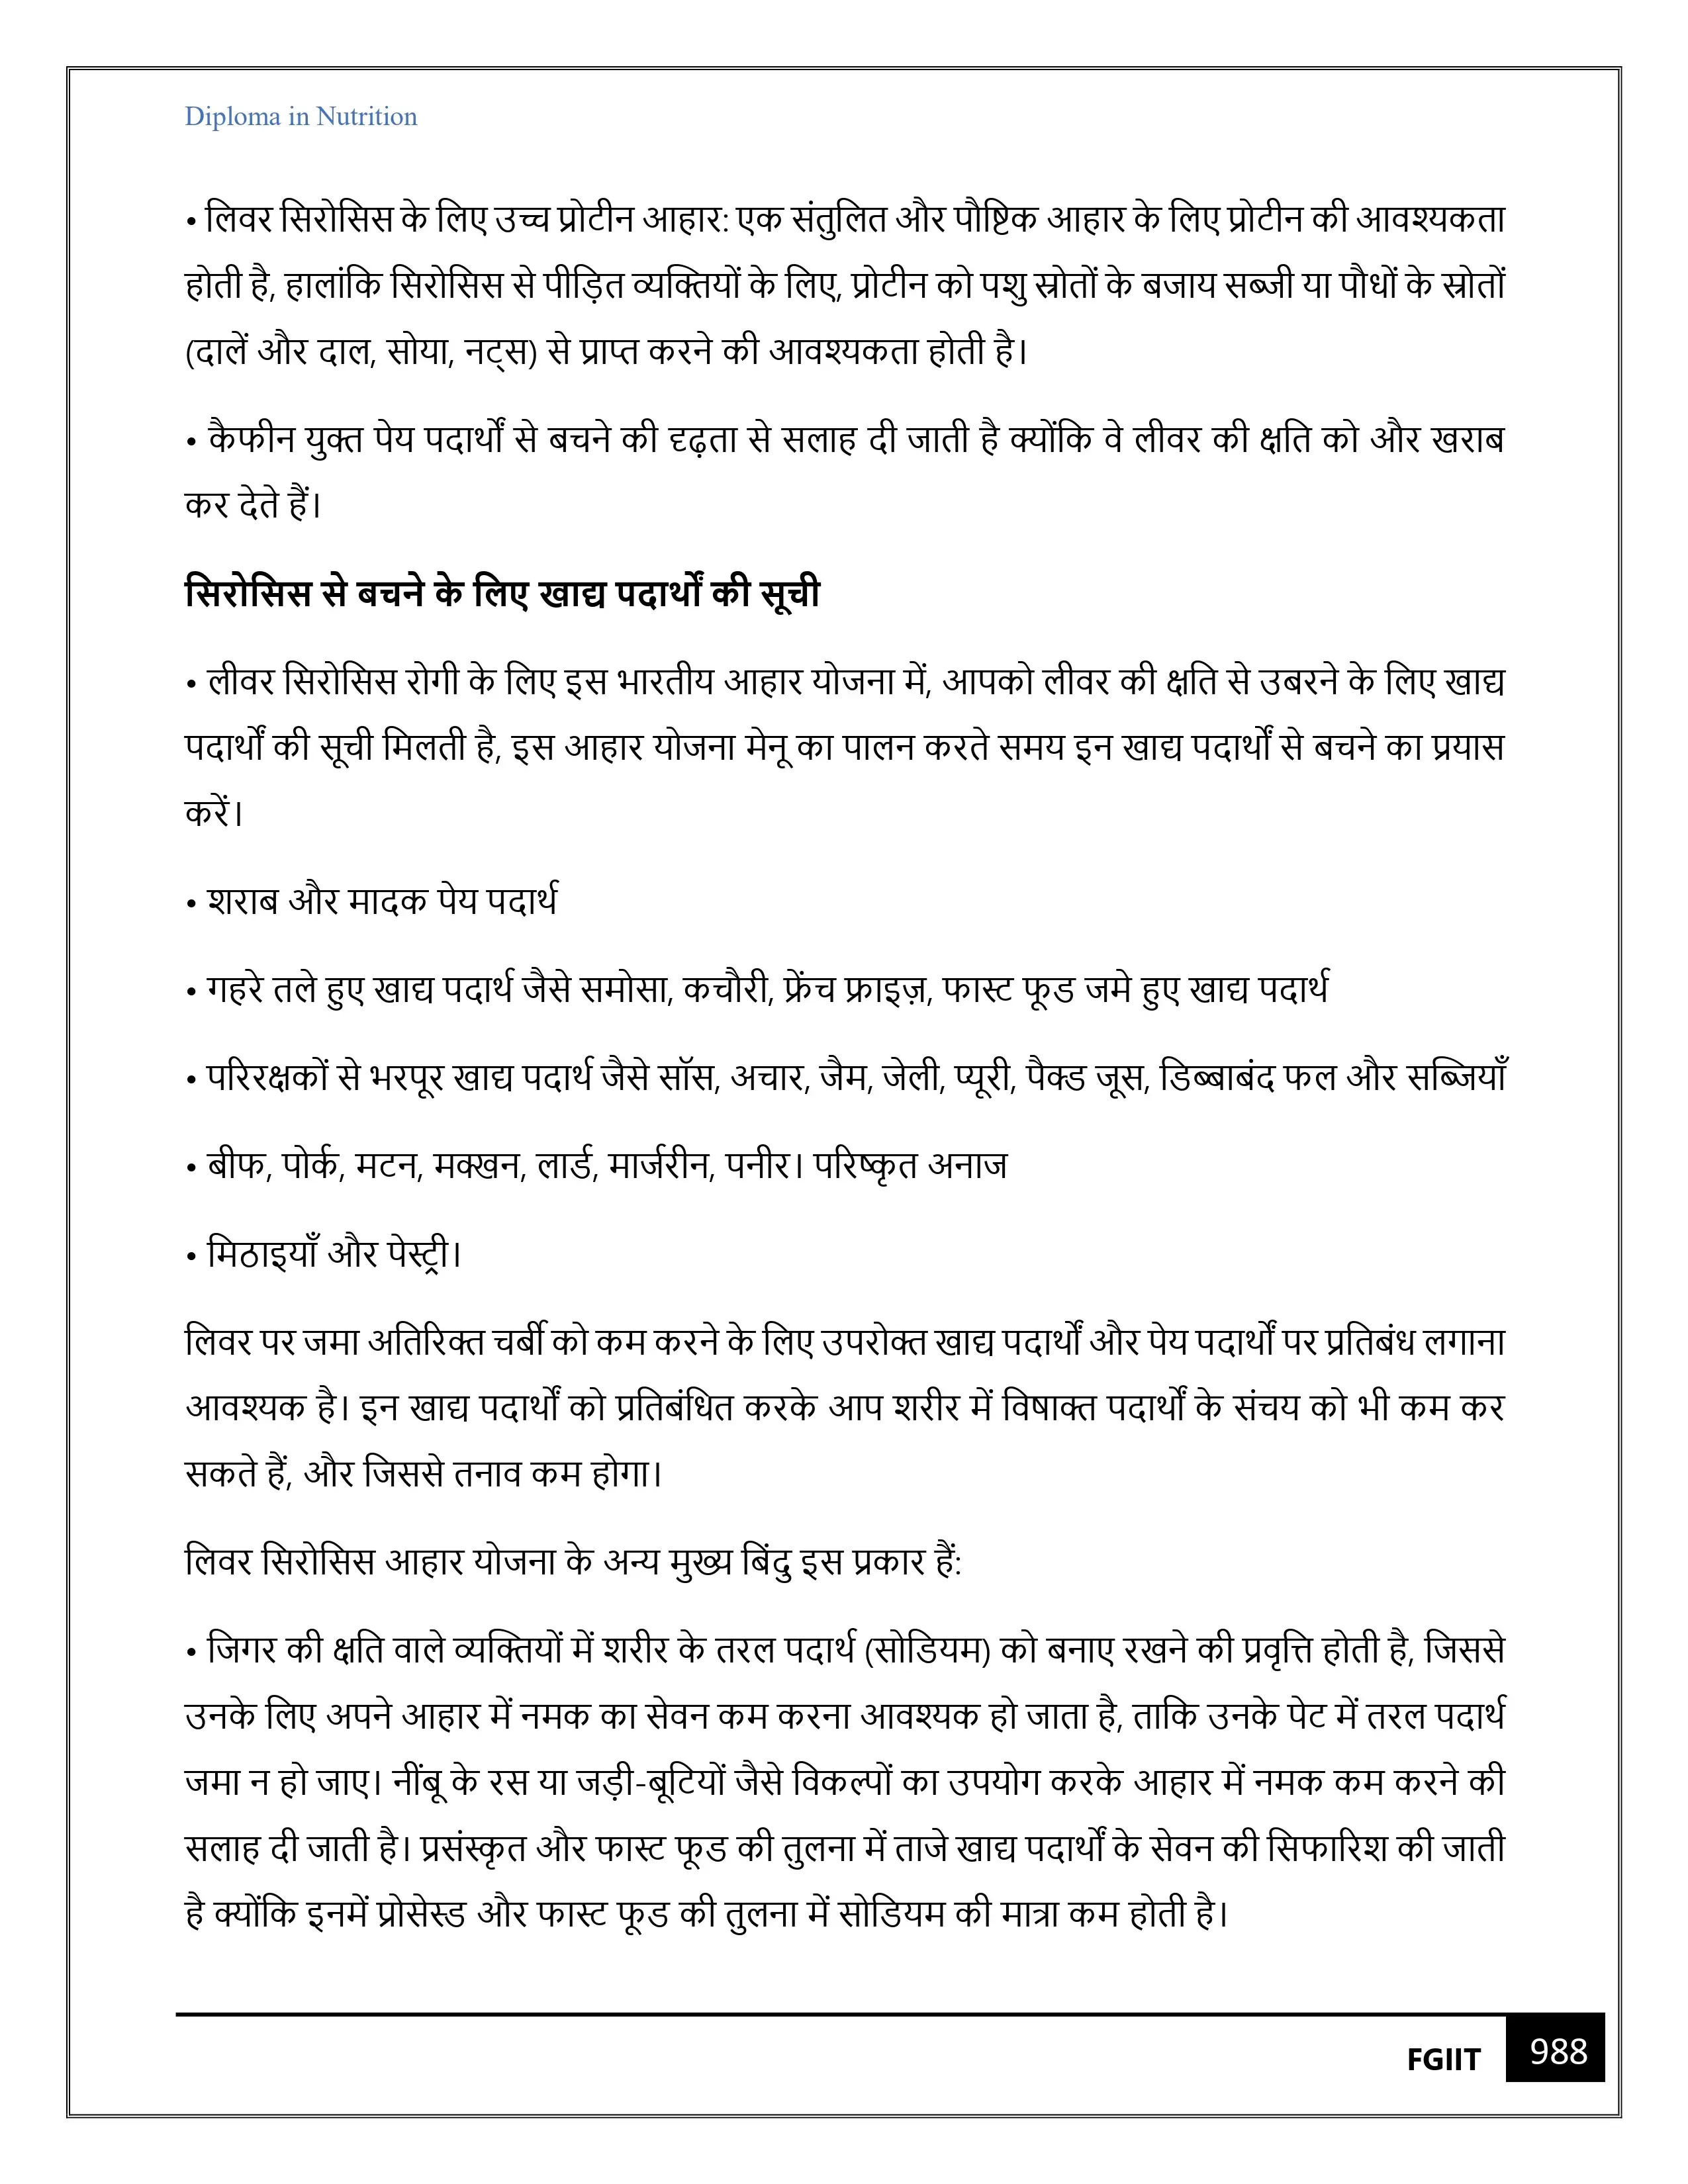 Diploma in Nutrition
• लिवर सिरोसिस के लिए उच्च प्रोटीन आहार: एक संतुलित और पौष्टिक आहार के लिए प्रोटीन की आवश्यकता
होती है, हालांकि सिरोसिस से पीड़ित व्यक्तियों के लिए, प्रोटीन को पशु स्रोतों के बजाय सब्जी या पौधों के स्रोतों
(दालें और दाल, सोया, नट्स) से प्राप्त करने की आवश्यकता होती है।
• कैफीन युक्त पेय पदार्थों से बचने की दृढ़ता से सलाह दी जाती है क्योंकि वे लीवर की क्षति को और खराब
कर देते हैं।
सिरोसिस से बचने के लिए खाद्य पदार्थों की सूची
• लीवर सिरोसिस रोगी के लिए इस भारतीय आहार योजना में, आपको लीवर की क्षति से उबरने के लिए खाद्य
पदार्थों की सूची मिलती है, इस आहार योजना मेनू का पालन करते समय इन खाद्य पदार्थों से बचने का प्रयास
करें।
• शराब और मादक पेय पदार्थ
• गहरे तले हुए खाद्य पदार्थ जैसे समोसा, कचौरी, फ्रेंच फ्राइज़, फास्ट फूड जमे हुए खाद्य पदार्थ
• परिरक्षकों से भरपूर खाद्य पदार्थ जैसे सॉस, अचार, जैम, जेली, प्यूरी, पैक्ड जूस, डिब्बाबंद फल और सब्जियाँ
• बीफ, पोर्क, मटन, मक्खन, लार्ड, मार्जरीन, पनीर। परिष्कृत अनाज
• मिठाइयाँ और पेस्ट्री।
लिवर पर जमा अतिरिक्त चर्बी को कम करने के लिए उपरोक्त खाद्य पदार्थों और पेय पदार्थों पर प्रतिबंध लगाना
आवश्यक है। इन खाद्य पदार्थों को प्रतिबंधित करके आप शरीर में विषाक्त पदार्थों के संचय को भी कम कर
सकते हैं, और जिससे तनाव कम होगा।
लिवर सिरोसिस आहार योजना के अन्य मुख्य बिंदु इस प्रकार हैं:
• जिगर की क्षति वाले व्यक्तियों में शरीर के तरल पदार्थ (सोडियम) को बनाए रखने की प्रवृत्ति होती है, जिससे
उनके लिए अपने आहार में नमक का सेवन कम करना आवश्यक हो जाता है, ताकि उनके पेट में तरल पदार्थ
जमा न हो जाए। नींबू के रस या जड़ी-बूटियों जैसे विकल्पों का उपयोग करके आहार में नमक कम करने की
सलाह दी जाती है। प्रसंस्कृत और फास्ट फूड की तुलना में ताजे खाद्य पदार्थों के सेवन की सिफारिश की जाती
है क्योंकि इनमें प्रोसेस्ड और फास्ट फूड की तुलना में सोडियम की मात्रा कम होती है।
FGIIT 988